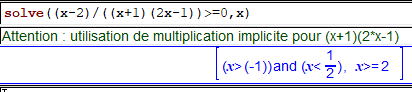 solve((x-2)/((x+1)(2x-1))>=0,x)
Attention : utilisation de multiplication implicite pour (x+1)(2*x-1)
[(x>(-1))and (x<1/2), x>=2]